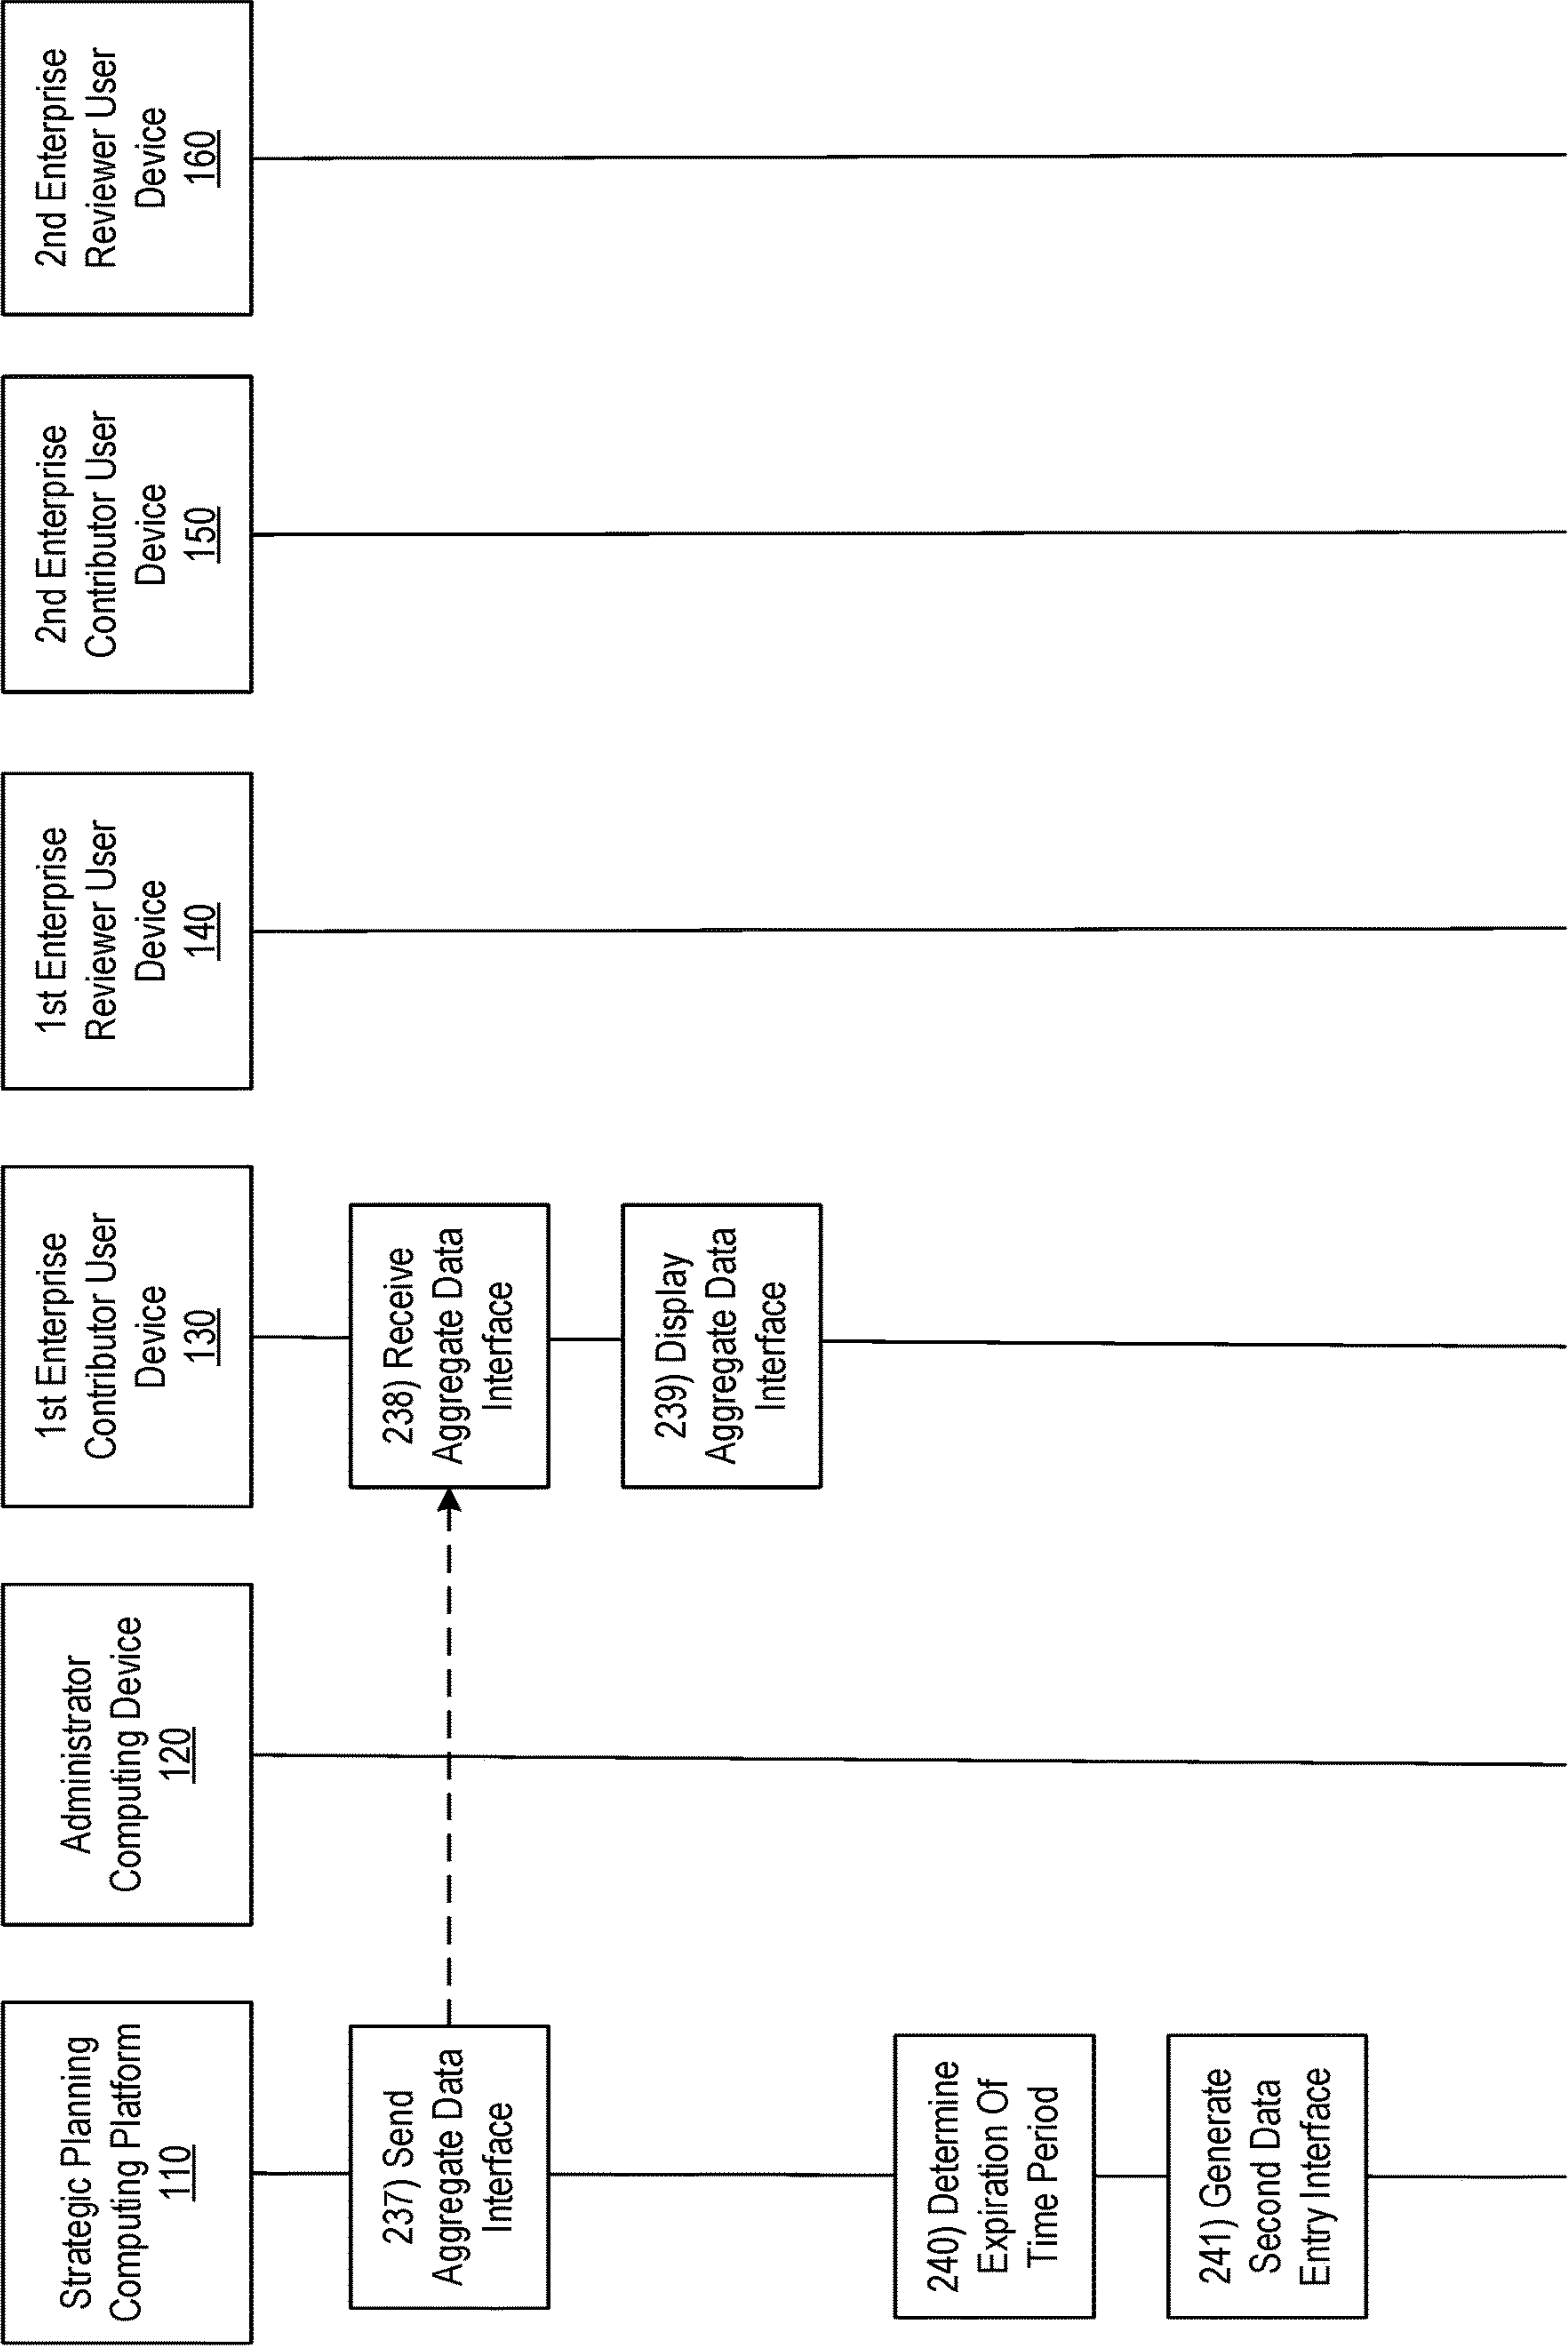 Strategic Planning
Computing Platform
110
Administrator
Computing Device
120
1st Enterprise
Contributor User
Device
130
1st Enterprise
Reviewer User
Device
140
2nd Enterprise
Contributor User
Device
150
2nd Enterprise
Reviewer User
Device
160
237) Send
Aggregate Data
Interface
238) Receive
Aggregate Data
Interface
239) Display
Aggregate Data
Interface
240) Determine
Expiration Of
Time Period
241) Generate
Second Data
Entry Interface